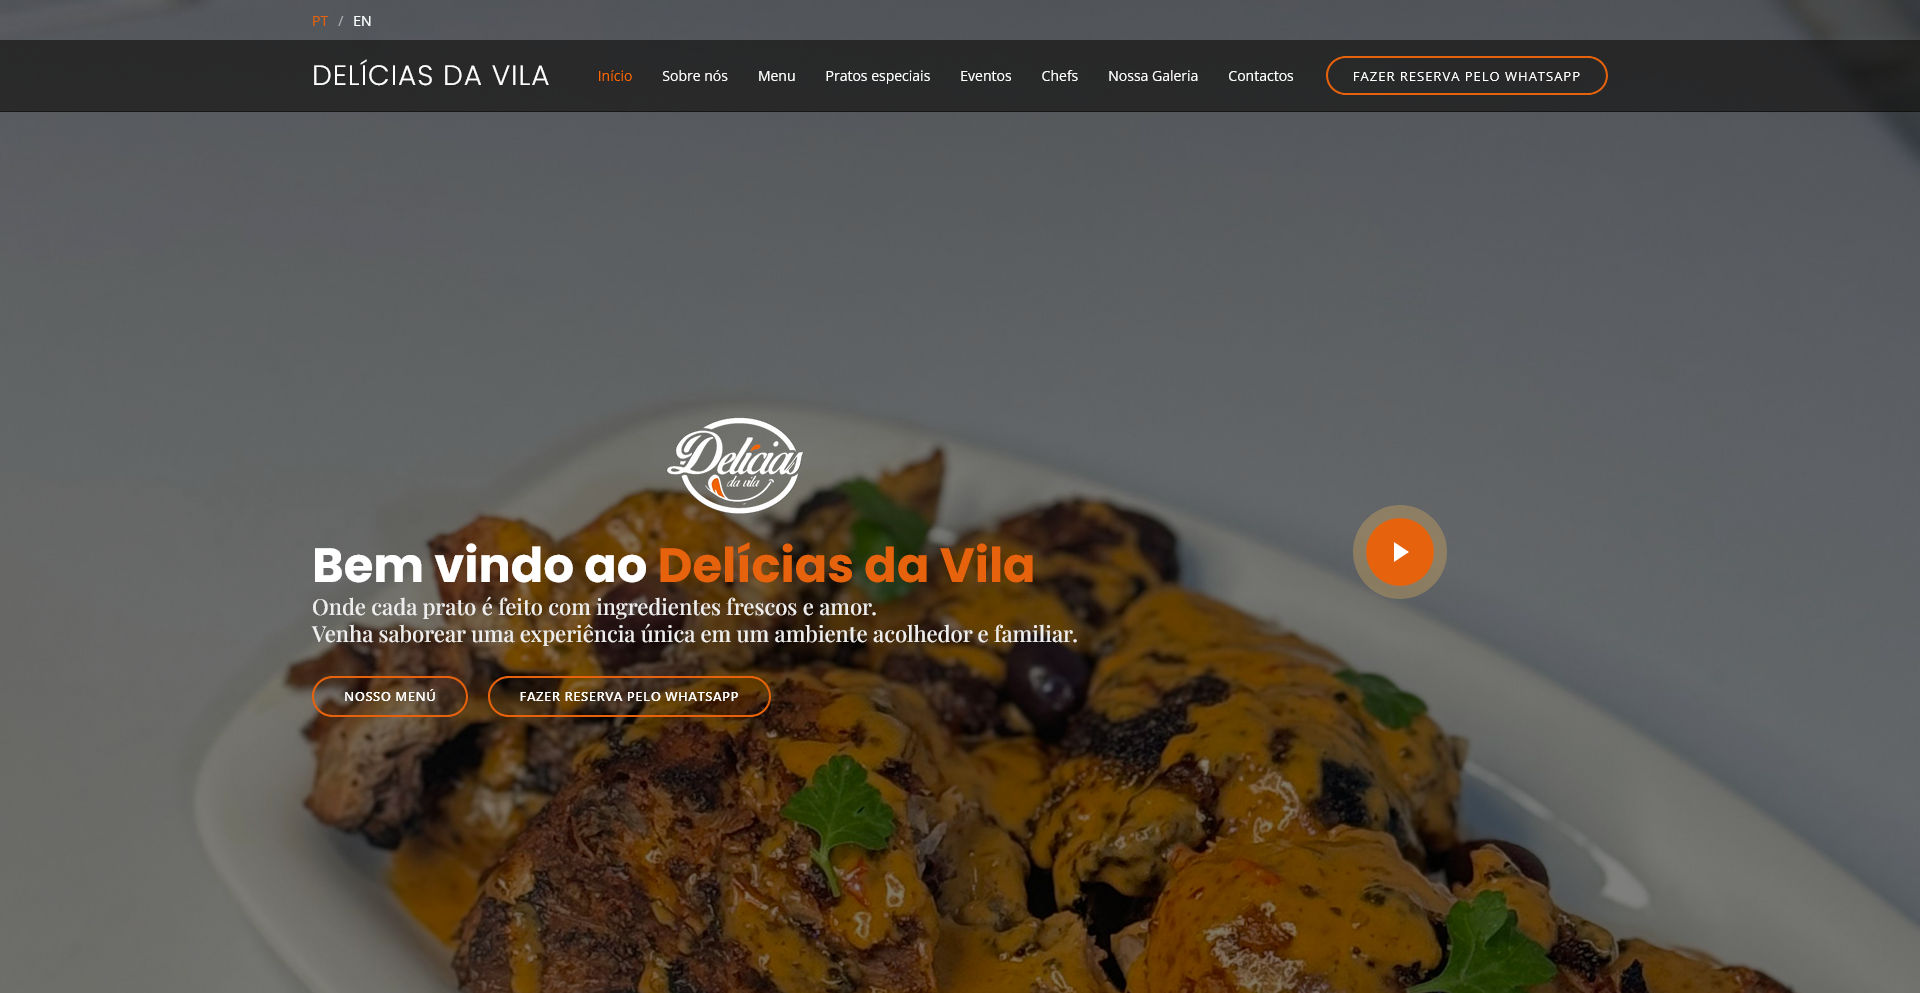 PT / EN
DELÍCIAS DA VILA
Início
Sobre nós
Menu
Pratos especiais
Eventos
Chefs
Nossa Galeria
Contactos
FAZER RESERVA PELO WHATSAPP
Delícias
da vila
Bem vindo ao Delícias da Vila
Onde cada prato é feito com ingredientes frescos e amor.
Venha saborear uma experiência única em um ambiente acolhedor e familiar.
NOSSO MENÚ
FAZER RESERVA PELO WHATSAPP